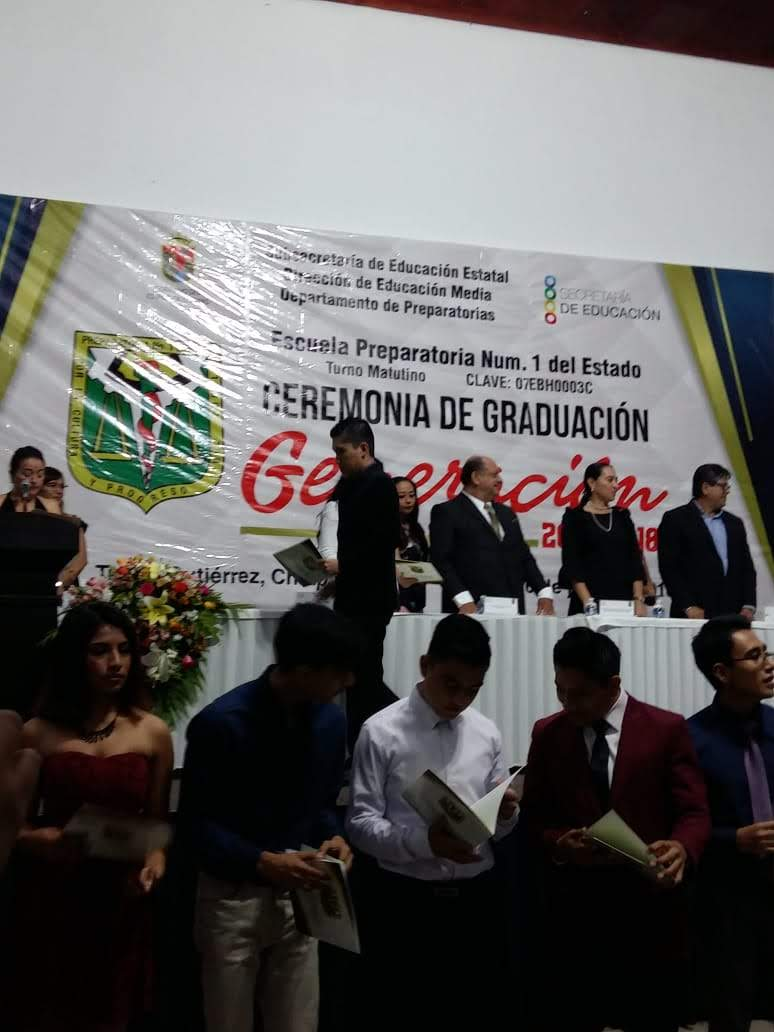 Subsecretaría de Educación Estatal
Dirección de Educación Media
Departamento de Preparatorias
SECRETARÍA
DE EDUCACIÓN
Escuela Preparatoria Num. 1 del Estado
Turno Matutino CLAVE: 07EBH0003C
CEREMONIA DE GRADUACIÓN
Generación
Y PROGRESO